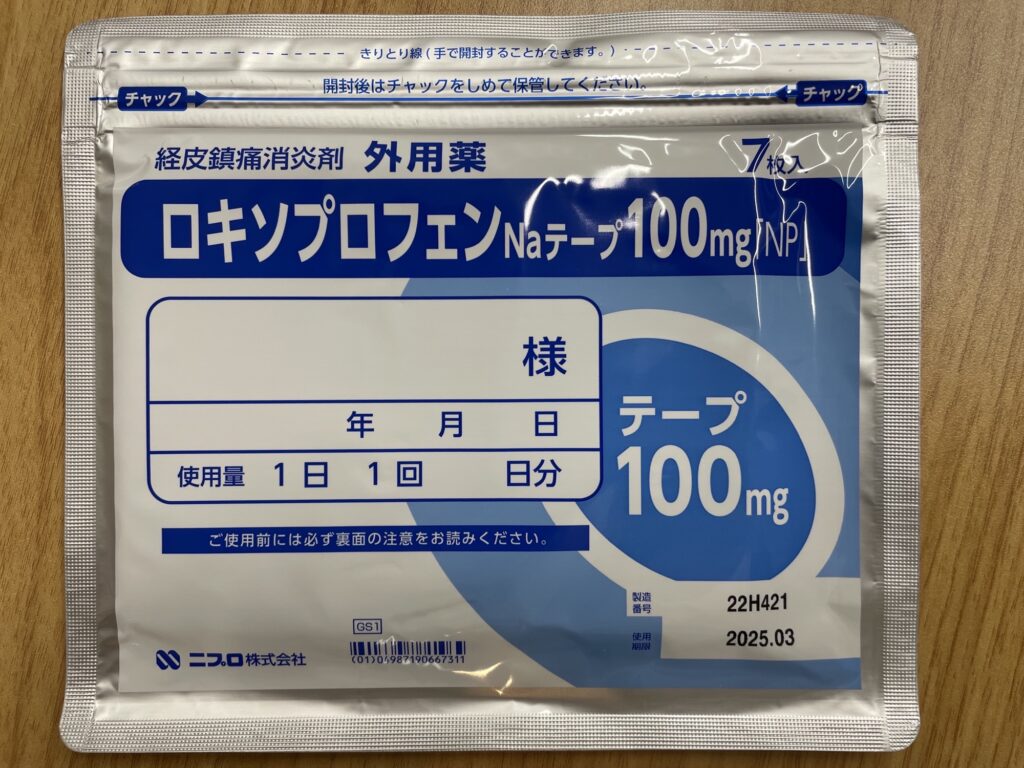 きりとり線(手で開封することができます。)
開封後はチャックをしめて保管してください。
チャック
チャック
経皮鎮痛消炎剤 外用薬 7枚入
ロキソプロフェンNaテープ100mg「NP」
様
年 月 日
使用量 1日 1回 日分
テープ
100mg
ご使用前には必ず裏面の注意をお読みください。
製造番号 22H421
使用期限 2025.03
GS1
(01)04987190667311
ニプロ株式会社